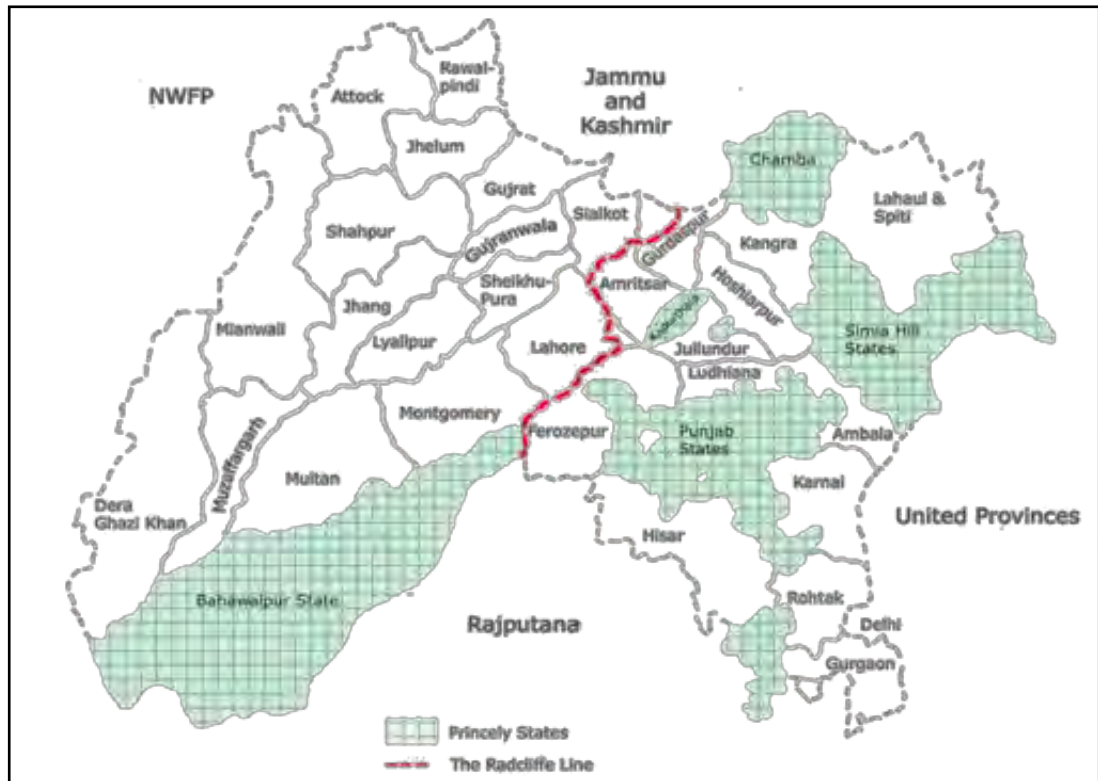 NWFP
Rawal-
pindi
Attock
Jammu
and
Kashmir
Jhelum
Chamba
Gujrat
Lahaul &
Spiti
Sialkot
Shahpur
Gujranwala
Gurdaspur
Kangra
Sheikhu-
Pura
Amritsar
Hoshiarpur
Jhang
Kapurthala
Mianwali
Simla Hill
States
Lyallpur
Lahore
Jullundur
Ludhiana
Montgomery
Ferozepur
Punjab
States
Ambala
Muzaffargarh
Multan
Karnal
Dera
Ghazi Khan
United Provinces
Hisar
Bahawalpur State
Rohtak
Rajputana
Delhi
Gurgaon
Princely States
The Radcliffe Line